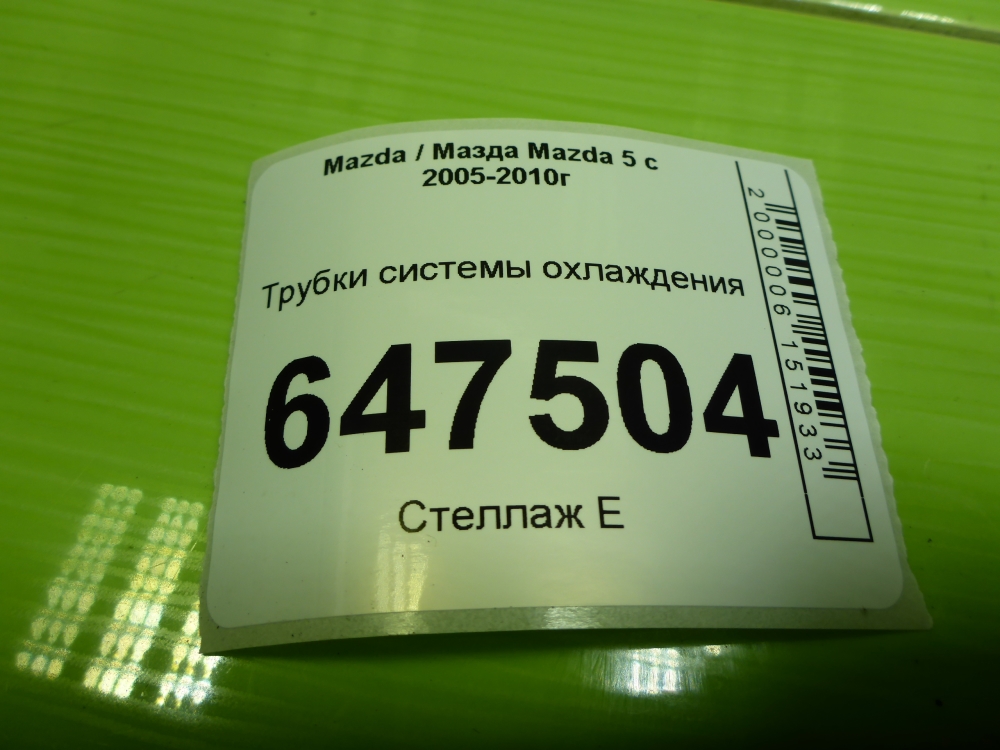 Mazda / Мазда Mazda 5 с
2005-2010г
Трубки системы охлаждения
647504
Стеллаж Е
2000006151933